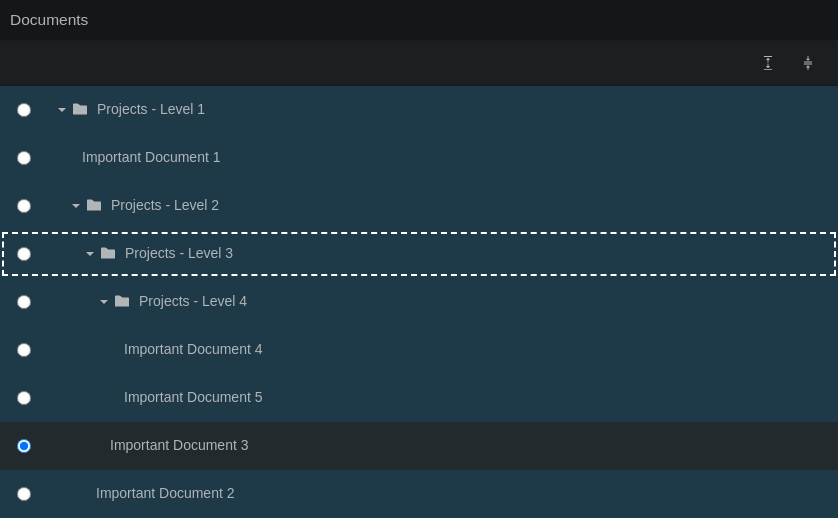 Documents
Projects - Level 1
Important Document 1
Projects - Level 2
Projects - Level 3
Projects - Level 4
Important Document 4
Important Document 5
Important Document 3
Important Document 2